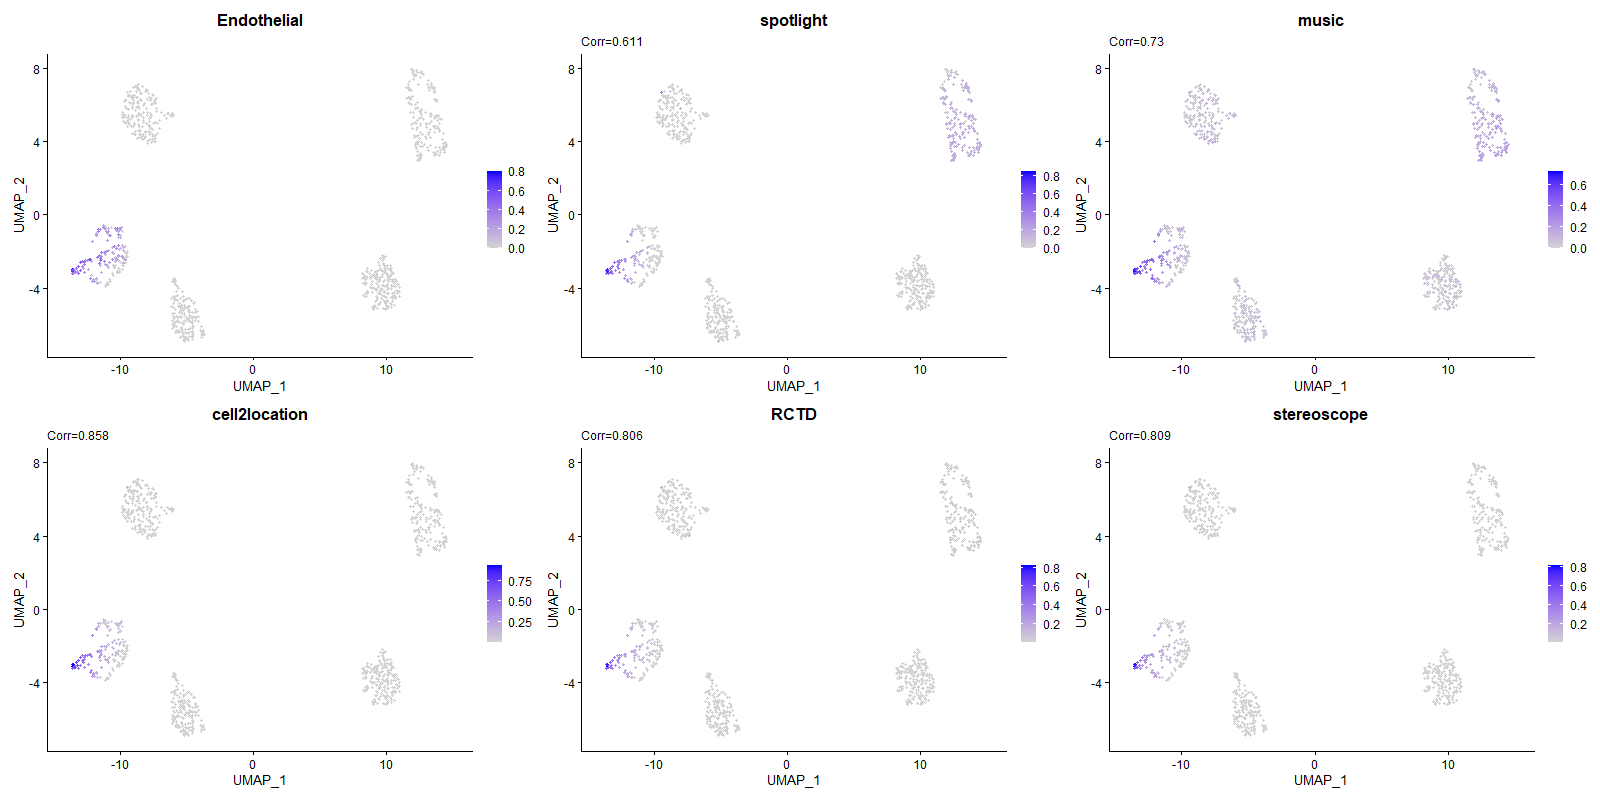 Endothelial
spotlight
music
Corr=0.611
Corr=0.73
8
4
0
-4
UMAP_2
0.8
0.6
0.4
0.2
0.0
-10
0
10
UMAP_1
8
4
0
-4
UMAP_2
0.8
0.6
0.4
0.2
0.0
-10
0
10
UMAP_1
8
4
0
-4
UMAP_2
0.6
0.4
0.2
0.0
-10
0
10
UMAP_1
cell2location
RCTD
stereoscope
Corr=0.858
Corr=0.806
Corr=0.809
8
4
0
-4
UMAP_2
0.75
0.50
0.25
-10
0
10
UMAP_1
8
4
0
-4
UMAP_2
0.8
0.6
0.4
0.2
-10
0
10
UMAP_1
8
4
0
-4
UMAP_2
0.8
0.6
0.4
0.2
-10
0
10
UMAP_1